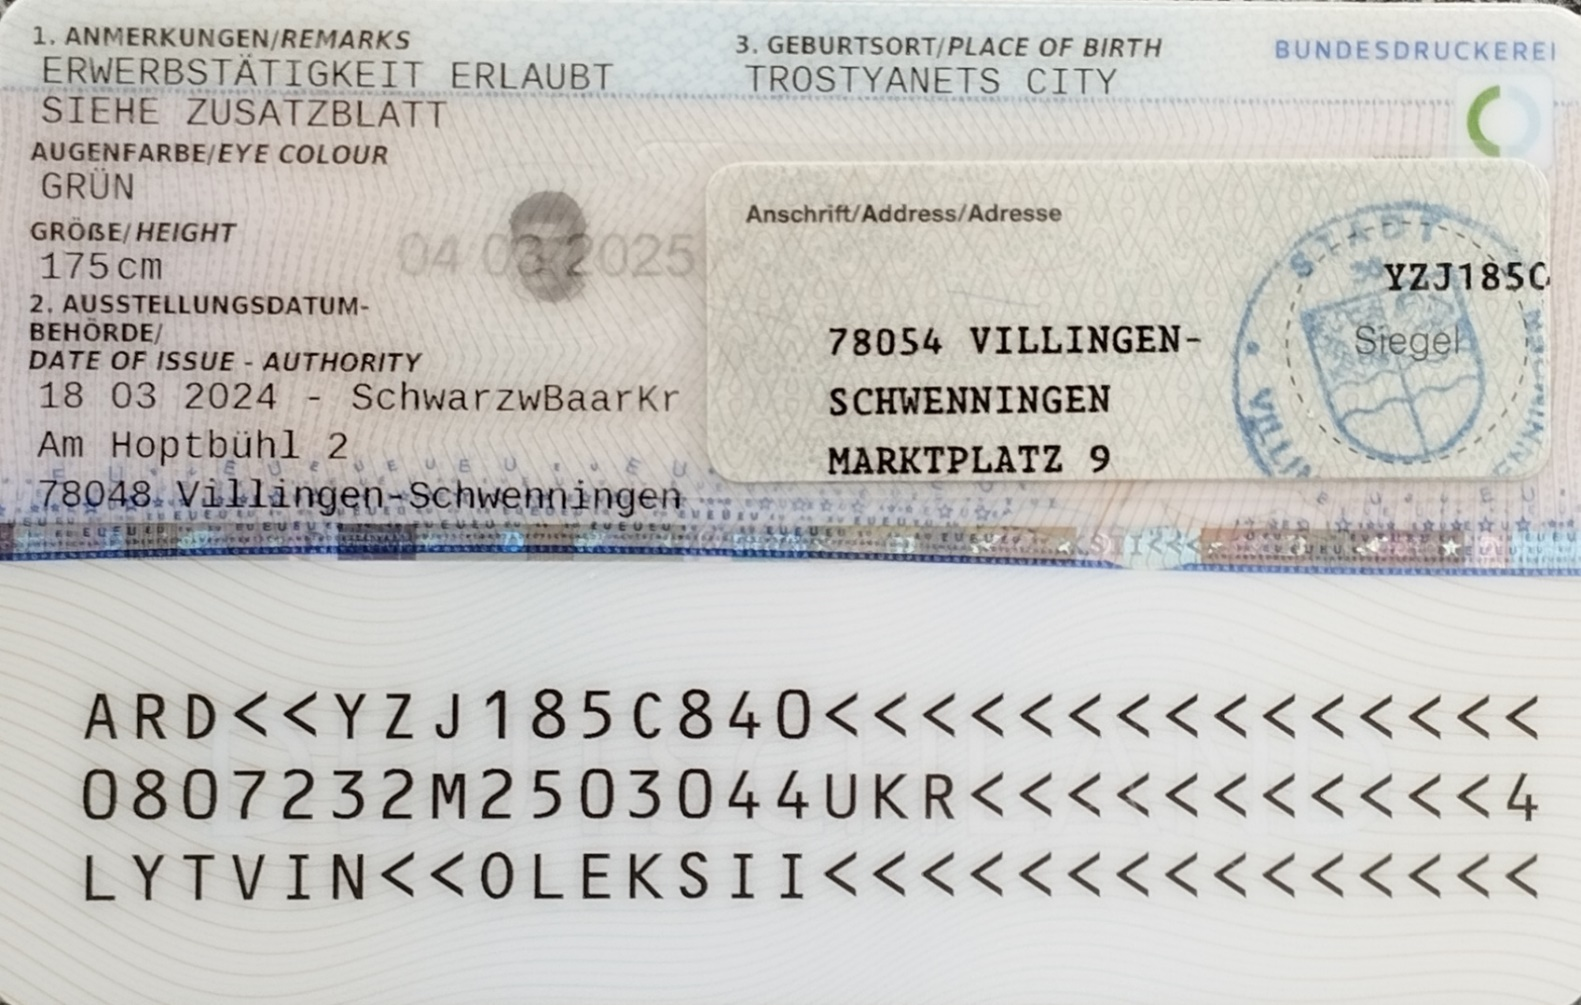 1. ANMERKUNGEN/REMARKS
ERWERBSTÄTIGKEIT ERLAUBT
SIEHE ZUSATZBLATT
AUGENFARBE/EYE COLOUR
GRÜN
GRÖßE/HEIGHT
175cm
2. AUSSTELLUNGSDATUM-
BEHÖRDE/
DATE OF ISSUE - AUTHORITY
18 03 2024 - SchwarzwBaarKr
Am Hoptbühl 2
78048 Villingen-Schwenningen
04 03 2025
3. GEBURTSORT/PLACE OF BIRTH
TROSTYANETS CITY
BUNDESDRUCKEREI
Anschrift/Address/Adresse
YZJ185C
78054 VILLINGEN-
SCHWENNINGEN
MARKTPLATZ 9
STADT
Siegel
ARD<<YZJ185C840<<<<<<<<<<<<<<<
0807232M2503044UKR<<<<<<<<<<<4
LYTVIN<<OLEKSII<<<<<<<<<<<<<<<